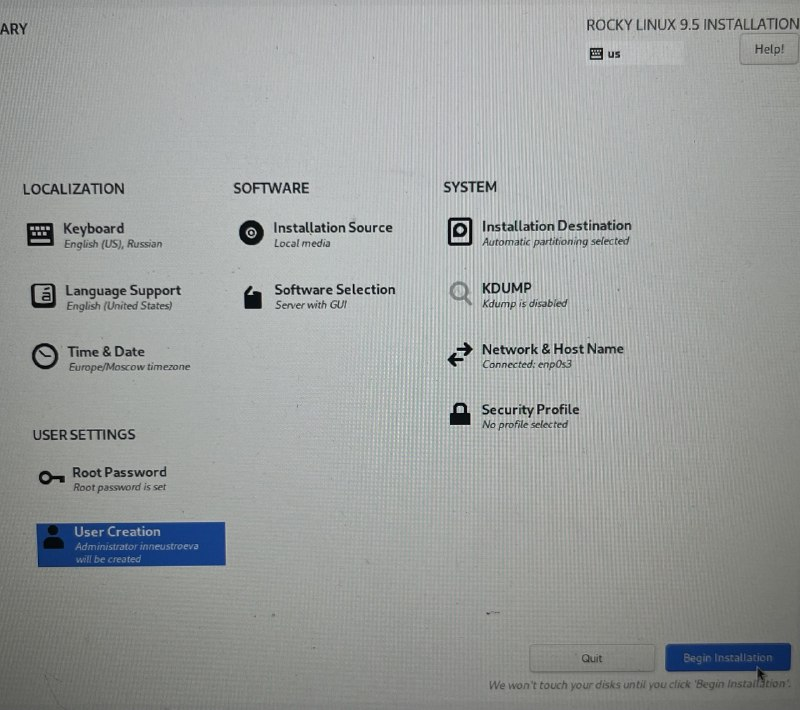 ARY
ROCKY LINUX 9.5 INSTALLATION
us
Help!
LOCALIZATION
Keyboard
English (US), Russian
Language Support
English (United States)
Time & Date
Europe/Moscow timezone
SOFTWARE
Installation Source
Local media
Software Selection
Server with GUI
SYSTEM
Installation Destination
Automatic partitioning selected
KDUMP
Kdump is disabled
Network & Host Name
Connected: enp0s3
Security Profile
No profile selected
USER SETTINGS
Root Password
Root password is set
User Creation
Administrator inneustroeva
will be created
Quit
Begin Installation
We won't touch your disks until you click 'Begin Installation'.